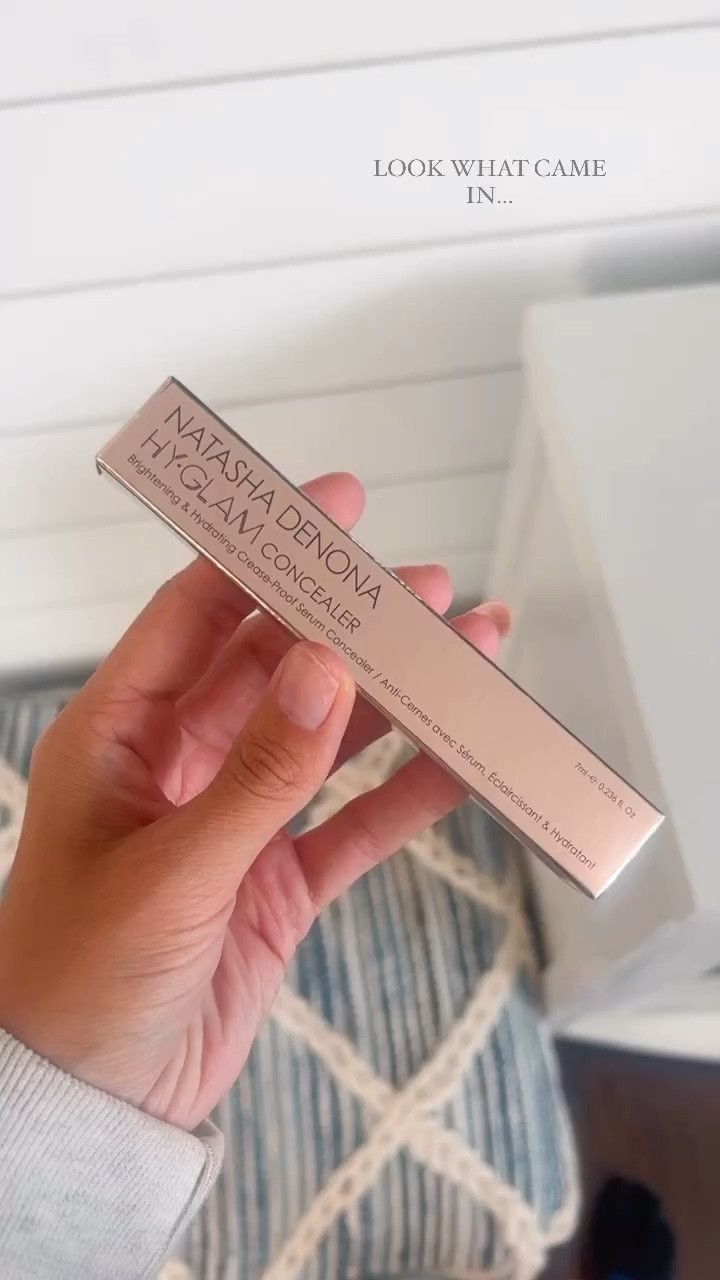 LOOK WHAT CAME
IN...
NATASHA DENONA
HY-GLAM CONCEALER
Brightening & Hydrating Crease-Proof Serum Concealer / Anti-Cernes avec Sérum, Éclaircissant & Hydratant
7ml ℮ 0.236 fl. Oz